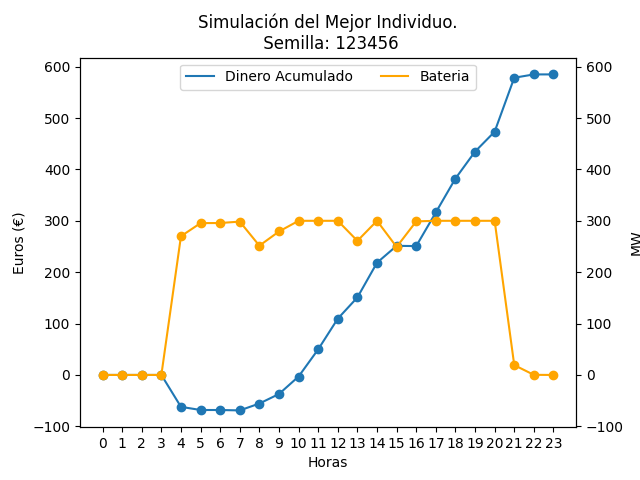 Simulación del Mejor Individuo.
Semilla: 123456
Dinero Acumulado Bateria
600 600
500 500
400 400
300 300
200 200
100 100
0 0
−100 −100
Euros (€)
MW
0 1 2 3 4 5 6 7 8 9 10 11 12 13 14 15 16 17 18 19 20 21 22 23
Horas